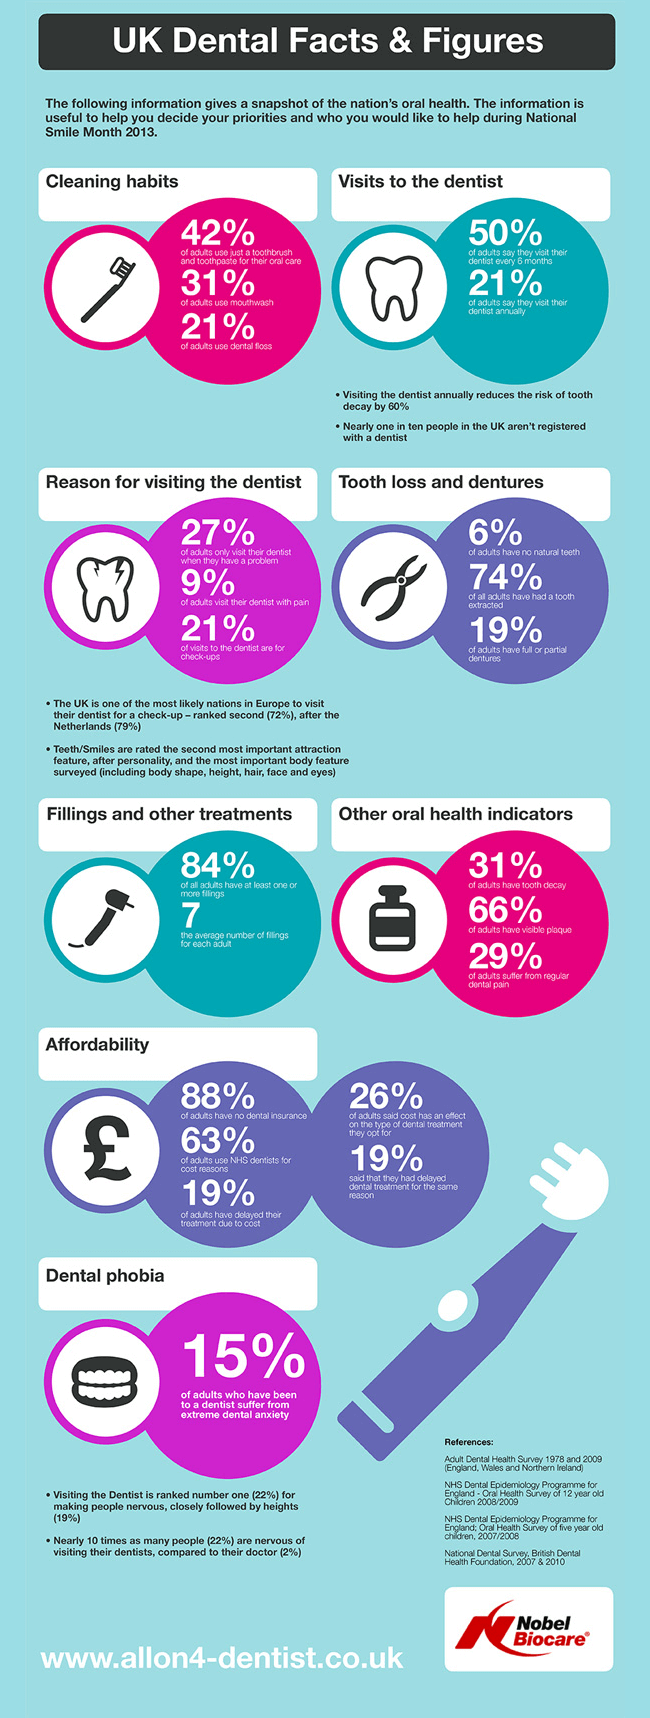 UK Dental Facts & Figures
The following information gives a snapshot of the nation's oral health. The information is
useful to help you decide your priorities and who you would like to help during National
Smile Month 2013.
Cleaning habits
42%
of adults use just a toothbrush
and toothpaste for their oral care
31%
of adults use mouthwash
21%
of adults use dental floss
Visits to the dentist
50%
of adults say they visit their
dentist every 6 months
21%
of adults say they visit their
dentist annually
• Visiting the dentist annually reduces the risk of tooth
decay by 60%
• Nearly one in ten people in the UK aren't registered
with a dentist
Reason for visiting the dentist
27%
of adults only visit their dentist
when they have a problem
9%
of adults visit their dentist with pain
21%
of visits to the dentist are for
check-ups
Tooth loss and dentures
6%
of adults have no natural teeth
74%
of all adults have had a tooth
extracted
19%
of adults have full or partial
dentures
• The UK is one of the most likely nations in Europe to visit
their dentist for a check-up – ranked second (72%), after the
Netherlands (79%)
• Teeth/Smiles are rated the second most important attraction
feature, after personality, and the most important body feature
surveyed (including body shape, height, hair, face and eyes)
Fillings and other treatments
84%
of all adults have at least one or
more fillings
7
the average number of fillings
for each adult
Other oral health indicators
31%
of adults have tooth decay
66%
of adults have visible plaque
29%
of adults suffer from regular
dental pain
Affordability
88%
of adults have no dental insurance
63%
of adults use NHS dentists for
cost reasons
19%
of adults have delayed their
treatment due to cost
26%
of adults said cost has an effect
on the type of dental treatment
they opt for
19%
said that they had delayed
dental treatment for the same
reason
Dental phobia
15%
of adults who have been
to a dentist suffer from
extreme dental anxiety
• Visiting the Dentist is ranked number one (22%) for
making people nervous, closely followed by heights
(19%)
• Nearly 10 times as many people (22%) are nervous of
visiting their dentists, compared to their doctor (2%)
References:
Adult Dental Health Survey 1978 and 2009
(England, Wales and Northern Ireland)
NHS Dental Epidemiology Programme for
England - Oral Health Survey of 12 year old
Children 2008/2009
NHS Dental Epidemiology Programme for
England; Oral Health Survey of five year old
children, 2007/2008
National Dental Survey, British Dental
Health Foundation, 2007 & 2010
Nobel
Biocare®
www.allon4-dentist.co.uk